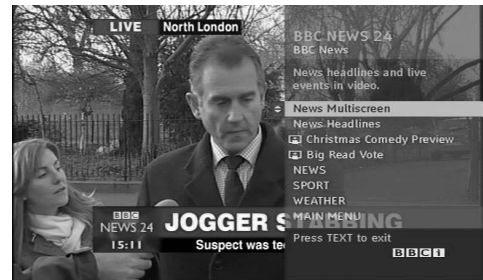 LIVE North London
BBC NEWS 24
BBC News
News headlines and live
events in video.
News Multiscreen
News Headlines
Christmas Comedy Preview
Big Read Vote
NEWS
SPORT
WEATHER
MAIN MENU
Press TEXT to exit
BBC 1
BBC
NEWS 24
15:11
JOGGER STABBING
Suspect was